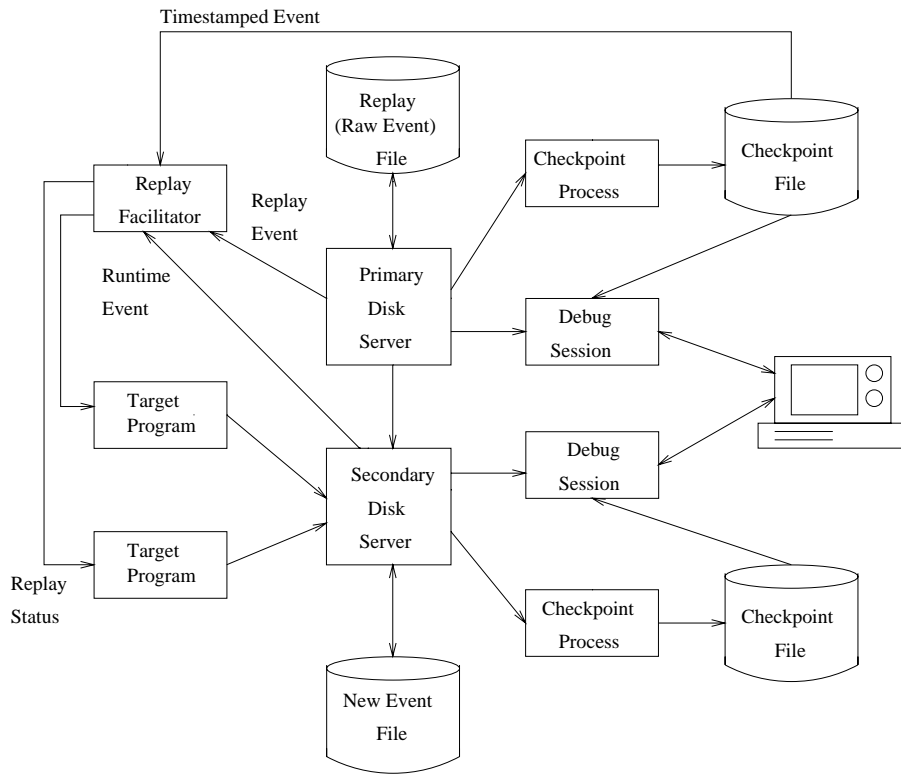 Timestamped Event
Replay
(Raw Event)
File
Checkpoint
Process
Checkpoint
File
Replay
Facilitator
Replay
Event
Runtime
Event
Primary
Disk
Server
Debug
Session
Target
Program
Secondary
Disk
Server
Debug
Session
Target
Program
Replay
Status
Checkpoint
Process
Checkpoint
File
New Event
File